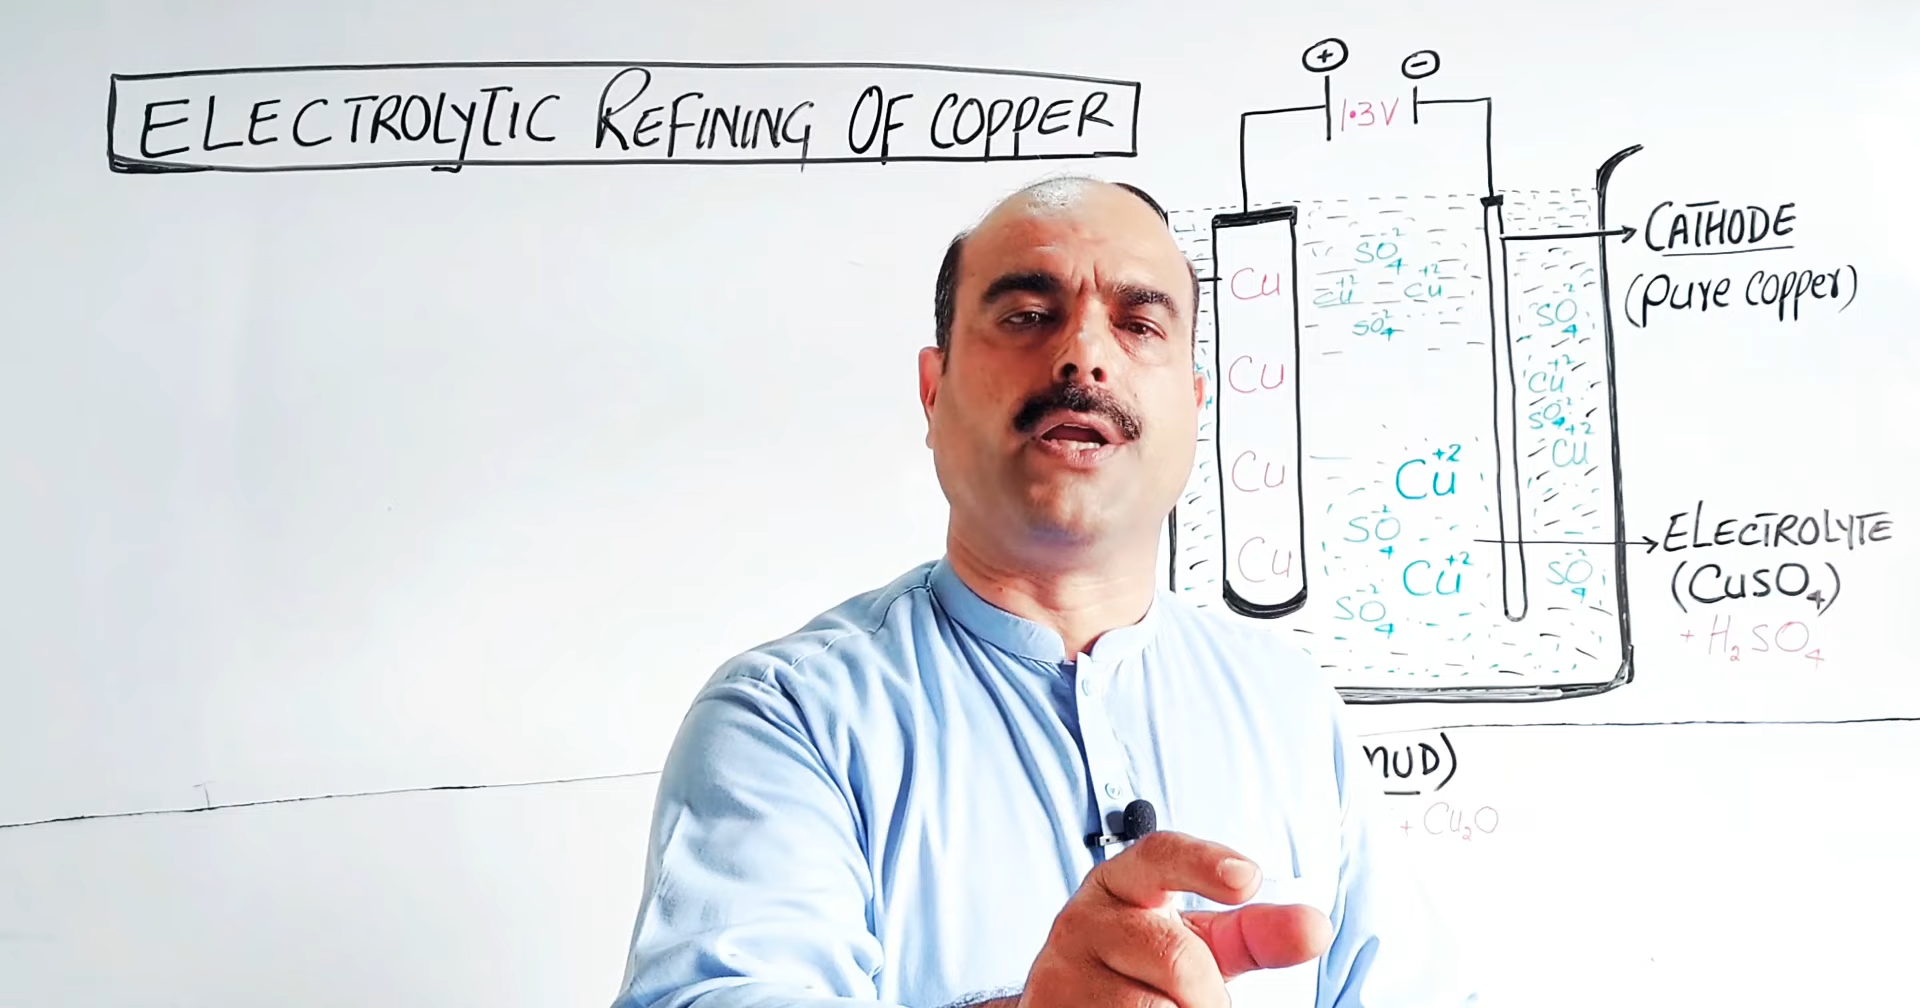 ELECTROLYTIC REFINING OF COPPER
+ −
1.3V
CATHODE
(Pure Copper)
Cu
Cu
Cu
Cu
SO₄⁻²
Cu⁺² Cu⁺²
SO₄⁻²
Cu⁺²
SO₄⁻²
Cu⁺²
SO₄⁻²
SO₄⁻²
Cu⁺²
SO₄⁻²
Cu⁺²
SO₄⁻²
ELECTROLYTE
(CuSO₄)
+ H₂SO₄
MUD)
+ Cu₂O